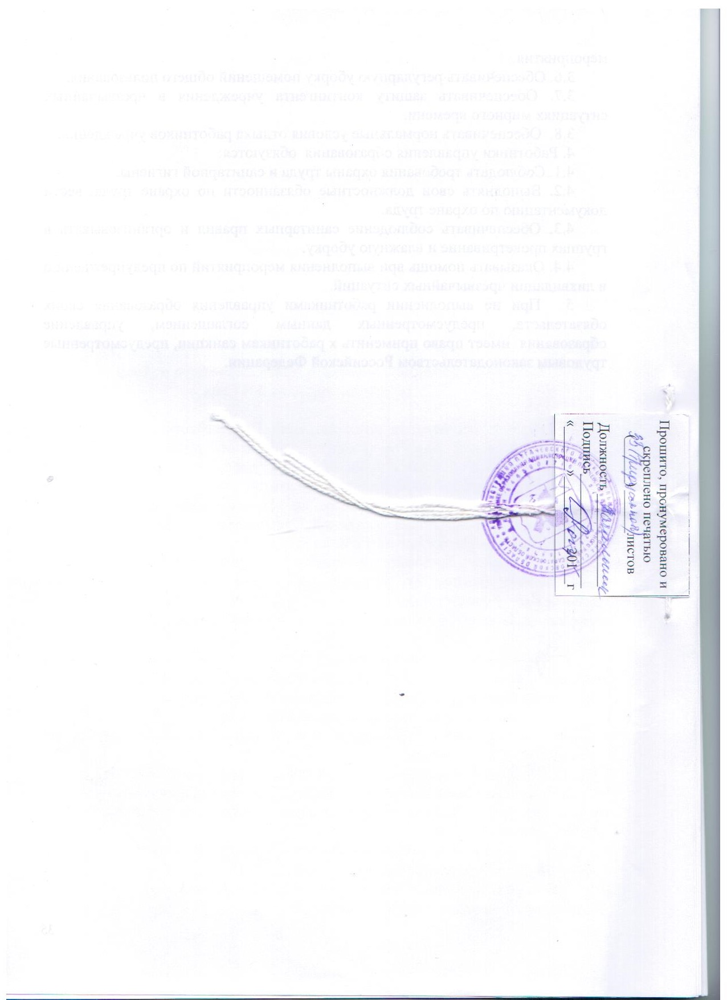 мероприятия.
3.6. Обеспечивать регулярную уборку помещений общего пользования.
3.7. Обеспечивать защиту контингента учреждения в чрезвычайных
ситуациях мирного времени.
3.8. Обеспечивать нормальные условия отдыха работников учреждения.
4. Работники управления образования обязуются:
4.1. Соблюдать требования охраны труда и санитарной гигиены.
4.2. Выполнять свои должностные обязанности по охране труда, вести
документацию по охране труда.
4.3. Обеспечивать соблюдение санитарных правил и организовывать в
группах проветривание и влажную уборку.
4.4. Оказывать помощь при выполнения мероприятий по предупреждению
и ликвидации чрезвычайных ситуаций
5. При не выполнении работниками управления образования своих
обязательств, предусмотренных данным соглашением, управление
образования имеет право применить к работникам санкции, предусмотренные
трудовым законодательством Российской Федерации.
Прошито, пронумеровано и
скреплено печатью
листов
Должность
Подпись
« » 201 г
35